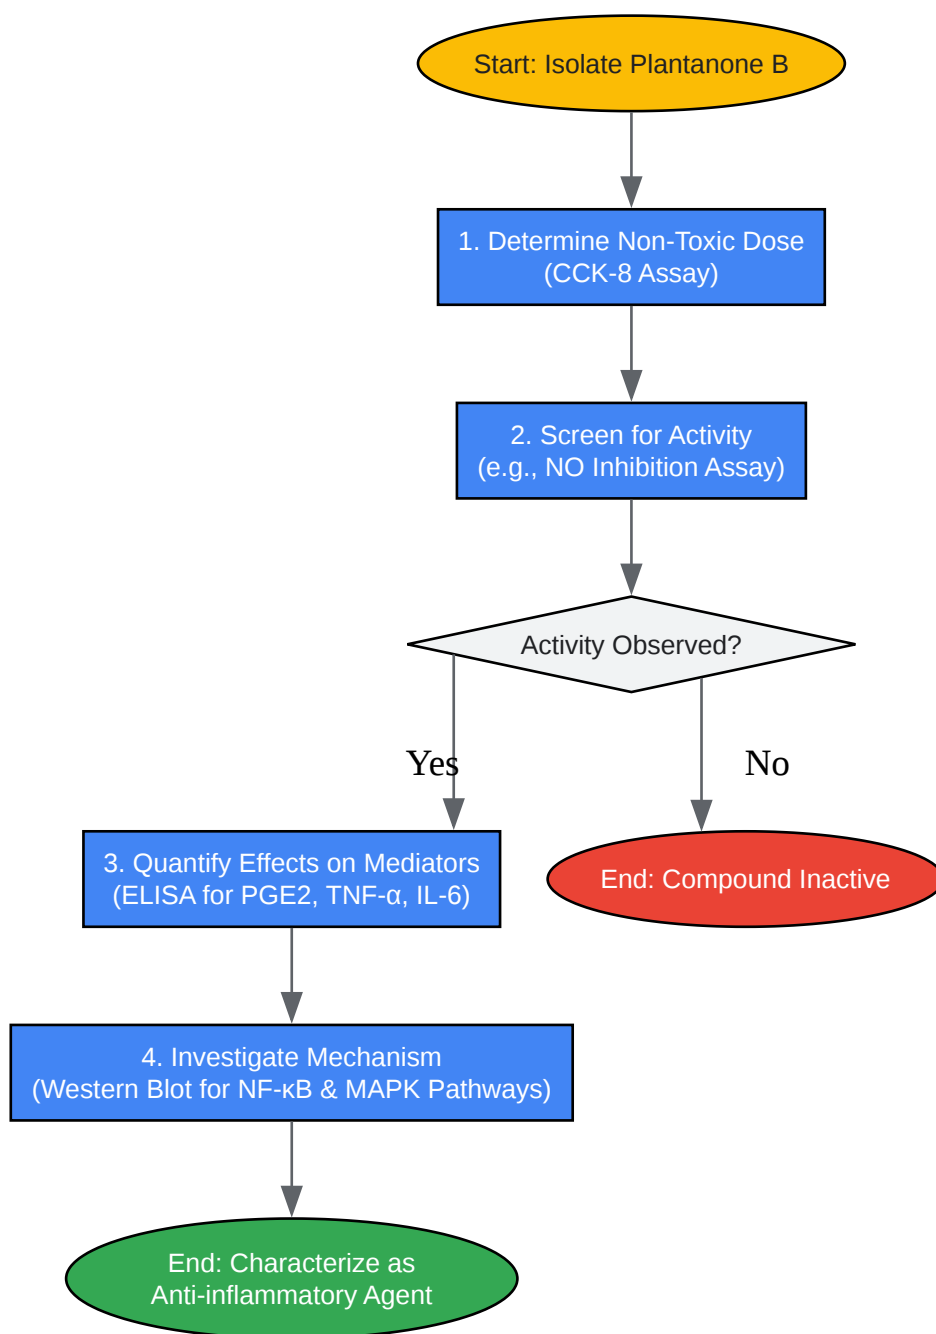 Start: Isolate Plantanone B
1. Determine Non-Toxic Dose
(CCK-8 Assay)
2. Screen for Activity
(e.g., NO Inhibition Assay)
Activity Observed?
Yes
No
3. Quantify Effects on Mediators
(ELISA for PGE2, TNF-α, IL-6)
End: Compound Inactive
4. Investigate Mechanism
(Western Blot for NF-κB & MAPK Pathways)
End: Characterize as
Anti-inflammatory Agent